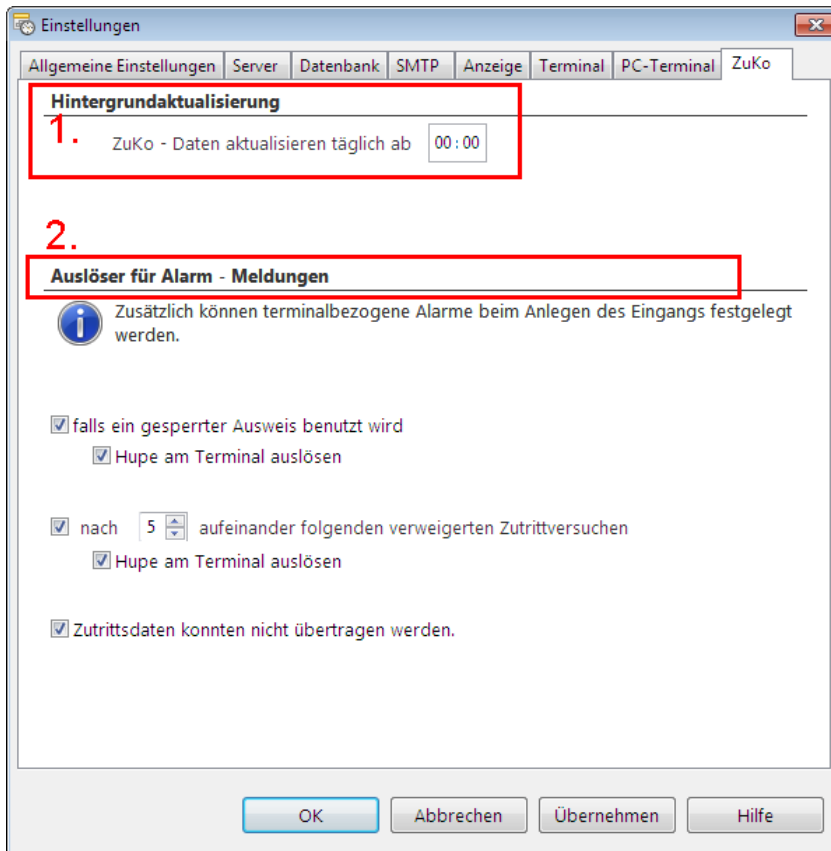 Einstellungen
Allgemeine Einstellungen Server Datenbank SMTP Anzeige Terminal PC-Terminal ZuKo
Hintergrundaktualisierung
1.
ZuKo - Daten aktualisieren täglich ab 00:00
2.
Auslöser für Alarm - Meldungen
Zusätzlich können terminalbezogene Alarme beim Anlegen des Eingangs festgelegt
werden.
falls ein gesperrter Ausweis benutzt wird
Hupe am Terminal auslösen
nach 5 aufeinander folgenden verweigerten Zutrittversuchen
Hupe am Terminal auslösen
Zutrittsdaten konnten nicht übertragen werden.
OK Abbrechen Übernehmen Hilfe